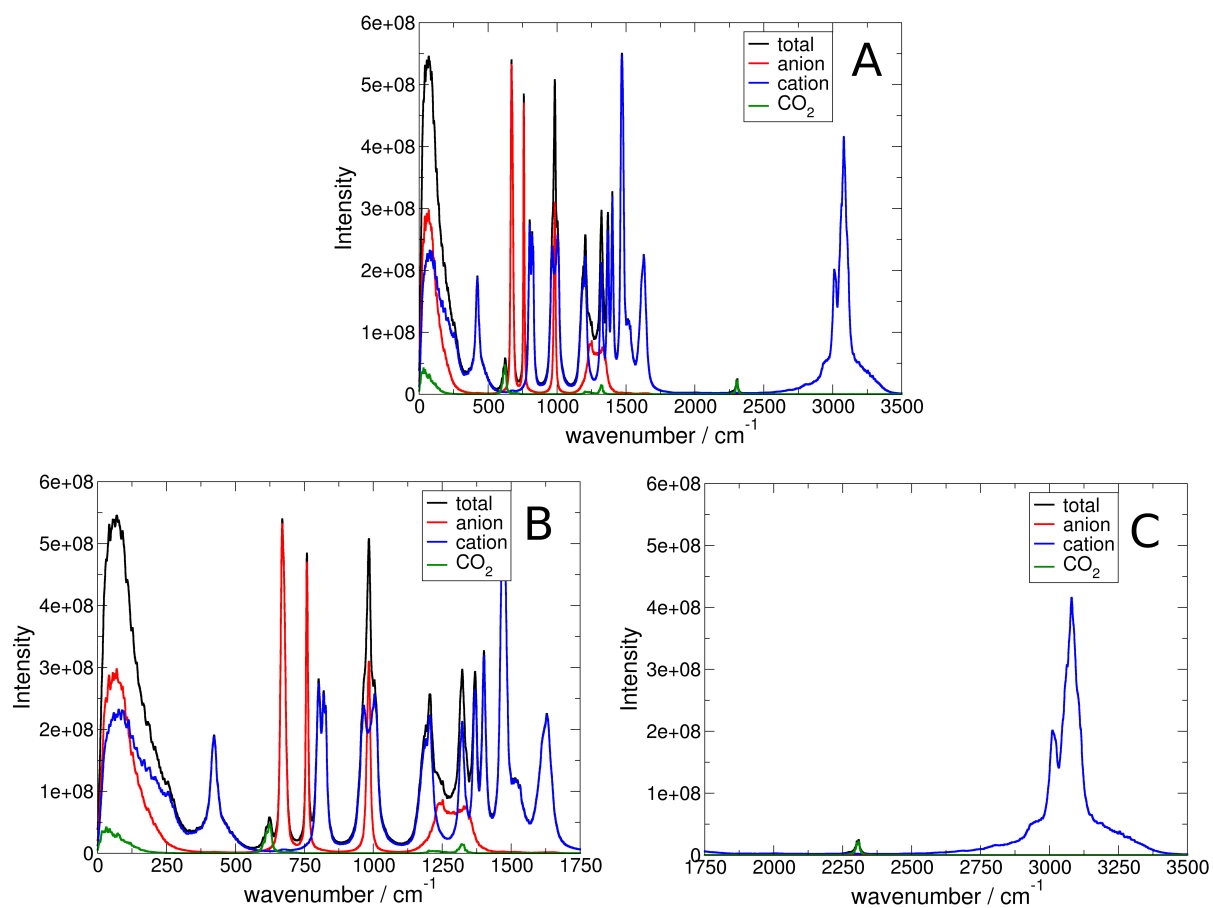 6e+08
5e+08
4e+08
3e+08
2e+08
1e+08
0
Intensity
total
anion
cation
CO2
A
0 500 1000 1500 2000 2500 3000 3500
wavenumber / cm-1
6e+08
5e+08
4e+08
3e+08
2e+08
1e+08
0
Intensity
total
anion
cation
CO2
B
0 250 500 750 1000 1250 1500 1750
wavenumber / cm-1
6e+08
5e+08
4e+08
3e+08
2e+08
1e+08
0
Intensity
total
anion
cation
CO2
C
1750 2000 2250 2500 2750 3000 3250 3500
wavenumber / cm-1